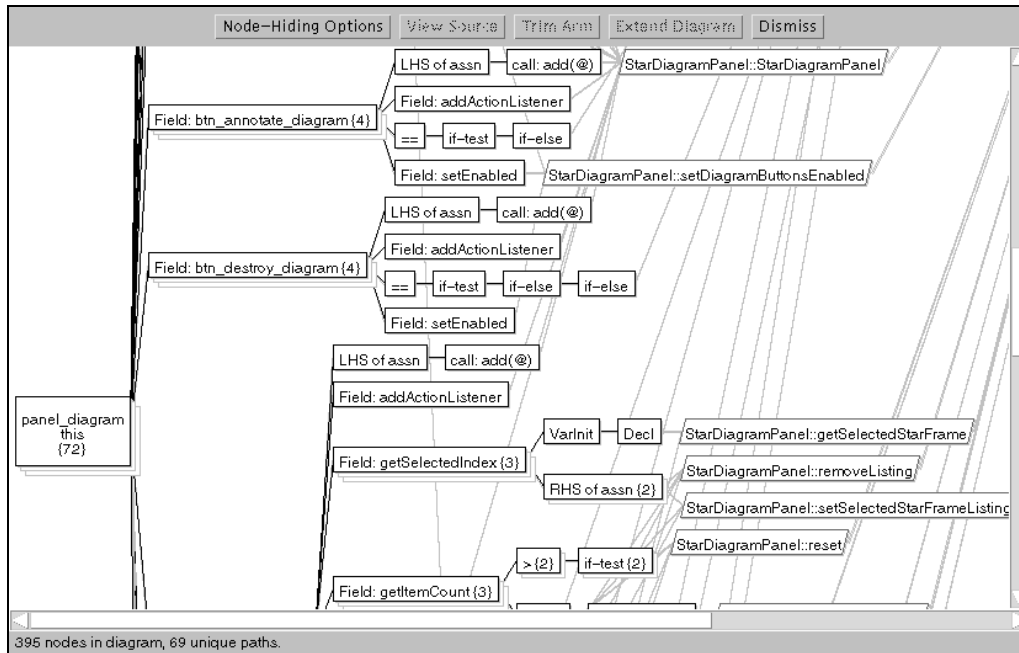 Node-Hiding Options View Source Trim Arm Extend Diagram Dismiss
LHS of assn call: add(@) StarDiagramPanel::StarDiagramPanel
Field: addActionListener
Field: btn_annotate_diagram {4}
== if-test if-else
Field: setEnabled StarDiagramPanel::setDiagramButtonsEnabled
LHS of assn call: add(@)
Field: addActionListener
Field: btn_destroy_diagram {4}
== if-test if-else if-else
Field: setEnabled
LHS of assn call: add(@)
Field: addActionListener
panel_diagram
this
{72}
VarInit Decl StarDiagramPanel::getSelectedStarFrame
Field: getSelectedIndex {3}
StarDiagramPanel::removeListing
RHS of assn {2}
StarDiagramPanel::setSelectedStarFrameListing
StarDiagramPanel::reset
> {2} if-test {2}
Field: getItemCount {3}
395 nodes in diagram, 69 unique paths.